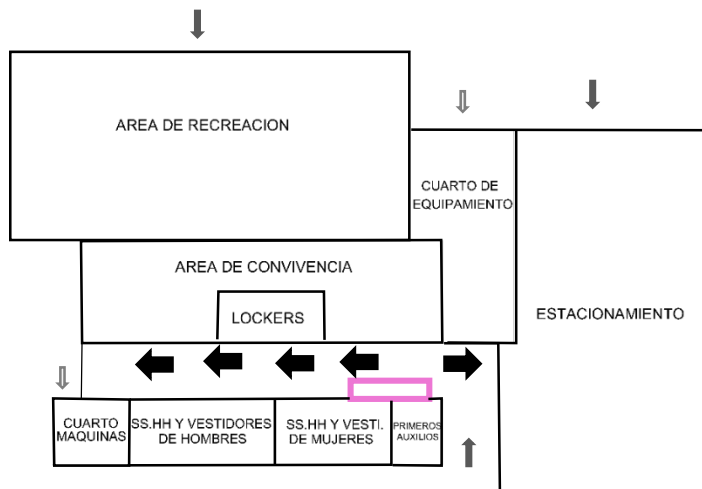 AREA DE RECREACION
CUARTO DE
EQUIPAMIENTO
AREA DE CONVIVENCIA
LOCKERS
ESTACIONAMIENTO
CUARTO
MAQUINAS
SS.HH Y VESTIDORES
DE HOMBRES
SS.HH Y VESTI.
DE MUJERES
PRIMEROS
AUXILIOS